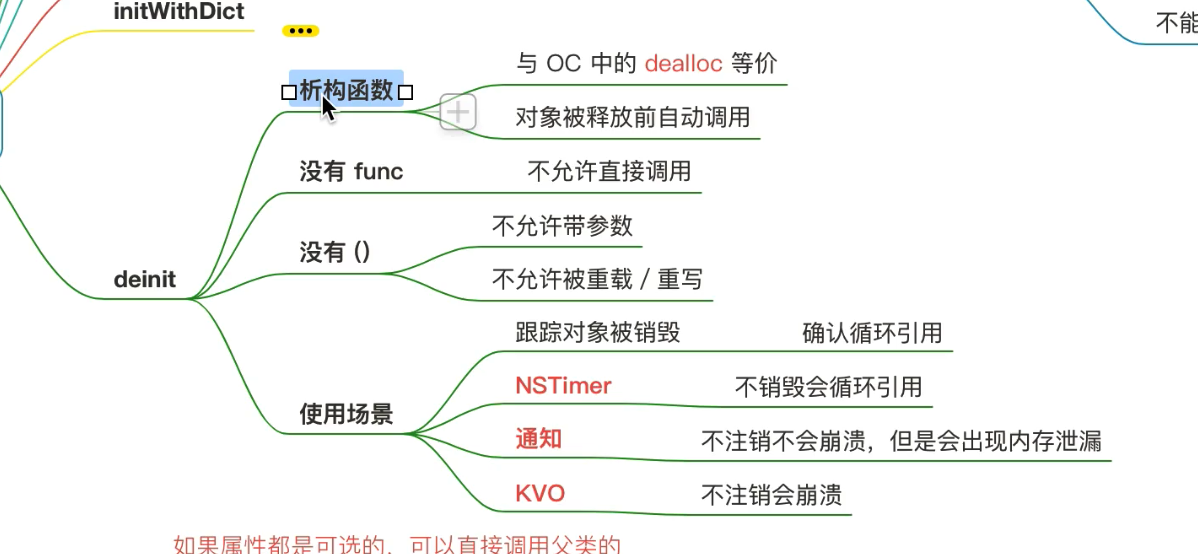 initWithDict
不能
析构函数
与 OC 中的 dealloc 等价
对象被释放前自动调用
没有 func
不允许直接调用
deinit
没有 ()
不允许带参数
不允许被重载 / 重写
使用场景
跟踪对象被销毁
确认循环引用
NSTimer
不销毁会循环引用
通知
不注销不会崩溃，但是会出现内存泄漏
KVO
不注销会崩溃
如果属性都是可选的，可以直接调用父类的